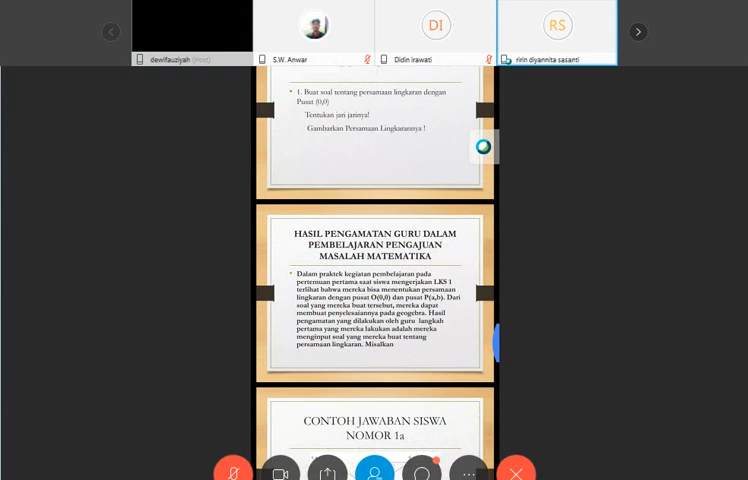 DI
RS
dewifauziyah (Host)
S.W. Anwar
Didin irawati
ririn diyannita sasanti
• 1. Buat soal tentang persamaan lingkaran dengan
Pusat (0,0)
Tentukan jari jarinya!
Gambarkan Persamaan Lingkarannya !
HASIL PENGAMATAN GURU DALAM
PEMBELAJARAN PENGAJUAN
MASALAH MATEMATIKA
• Dalam praktek kegiatan pembelajaran pada
pertemuan pertama saat siswa mengerjakan LKS 1
terlihat bahwa mereka bisa menentukan persamaan
lingkaran dengan pusat O(0,0) dan pusat P(a,b). Dari
soal yang mereka buat tersebut, mereka dapat
membuat penyelesaiannya pada geogebra. Hasil
pengamatan yang dilakukan oleh guru langkah
pertama yang mereka lakukan adalah mereka
menginput soal yang mereka buat tentang
persamaan lingkaran. Misalkan
CONTOH JAWABAN SISWA
NOMOR 1a